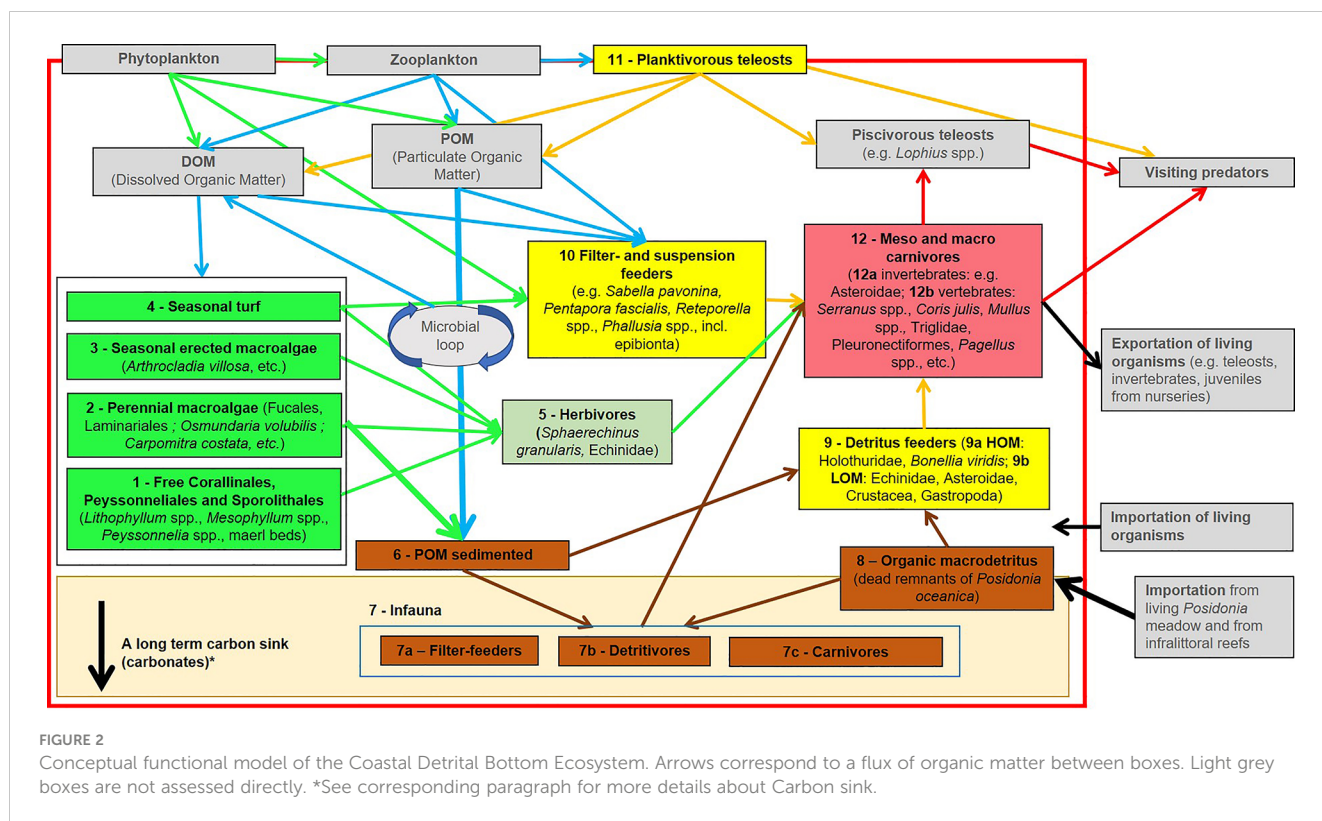 Phytoplankton
Zooplankton
11 - Planktivorous teleosts
POM
(Particulate Organic
Matter)
Piscivorous teleosts
(e.g. Lophius spp.)
DOM
(Dissolved Organic Matter)
Visiting predators
10 Filter- and suspension
feeders
(e.g. Sabella pavonina,
Pentapora fascialis, Reteporella
spp., Phallusia spp., incl.
epibionta)
12 - Meso and macro
carnivores
(12a invertebrates: e.g.
Asteroidae; 12b vertebrates:
Serranus spp., Coris julis, Mullus
spp., Triglidae,
Pleuronectiformes, Pagellus
spp., etc.)
4 - Seasonal turf
Microbial
loop
3 - Seasonal erected macroalgae
(Arthrocladia villosa, etc.)
Exportation of living
organisms (e.g. teleosts,
invertebrates, juveniles
from nurseries)
2 - Perennial macroalgae (Fucales,
Laminariales ; Osmundaria volubilis ;
Carpomitra costata, etc.)
5 - Herbivores
(Sphaerechinus
granularis, Echinidae)
9 - Detritus feeders (9a HOM:
Holothuridae, Bonellia viridis; 9b
LOM: Echinidae, Asteroidae,
Crustacea, Gastropoda)
1 - Free Corallinales,
Peyssonneliales and Sporolithales
(Lithophyllum spp., Mesophyllum spp.,
Peyssonnelia spp., maerl beds)
Importation of living
organisms
6 - POM sedimented
8 – Organic macrodetritus
(dead remnants of Posidonia
oceanica)
Importation from
living Posidonia
meadow and from
infralittoral reefs
7 - Infauna
A long term carbon sink
(carbonates)*
7a – Filter-feeders
7b - Detritivores
7c - Carnivores
FIGURE 2
Conceptual functional model of the Coastal Detrital Bottom Ecosystem. Arrows correspond to a flux of organic matter between boxes. Light grey
boxes are not assessed directly. *See corresponding paragraph for more details about Carbon sink.